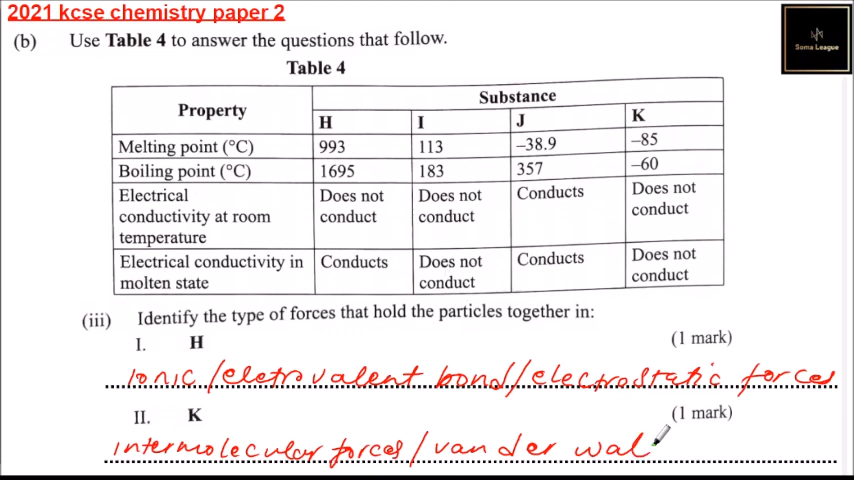 2021 kcse chemistry paper 2
Soma League
(b) Use Table 4 to answer the questions that follow.
Table 4
Property Substance
H I J K
Melting point (°C) 993 113 –38.9 –85
Boiling point (°C) 1695 183 357 –60
Electrical conductivity at room temperature Does not conduct Does not conduct Conducts Does not conduct
Electrical conductivity in molten state Conducts Does not conduct Conducts Does not conduct
(iii) Identify the type of forces that hold the particles together in:
I. H (1 mark)
ionic/eletrovalent bond/electrostatic forces
II. K (1 mark)
intermolecular forces/van der wal